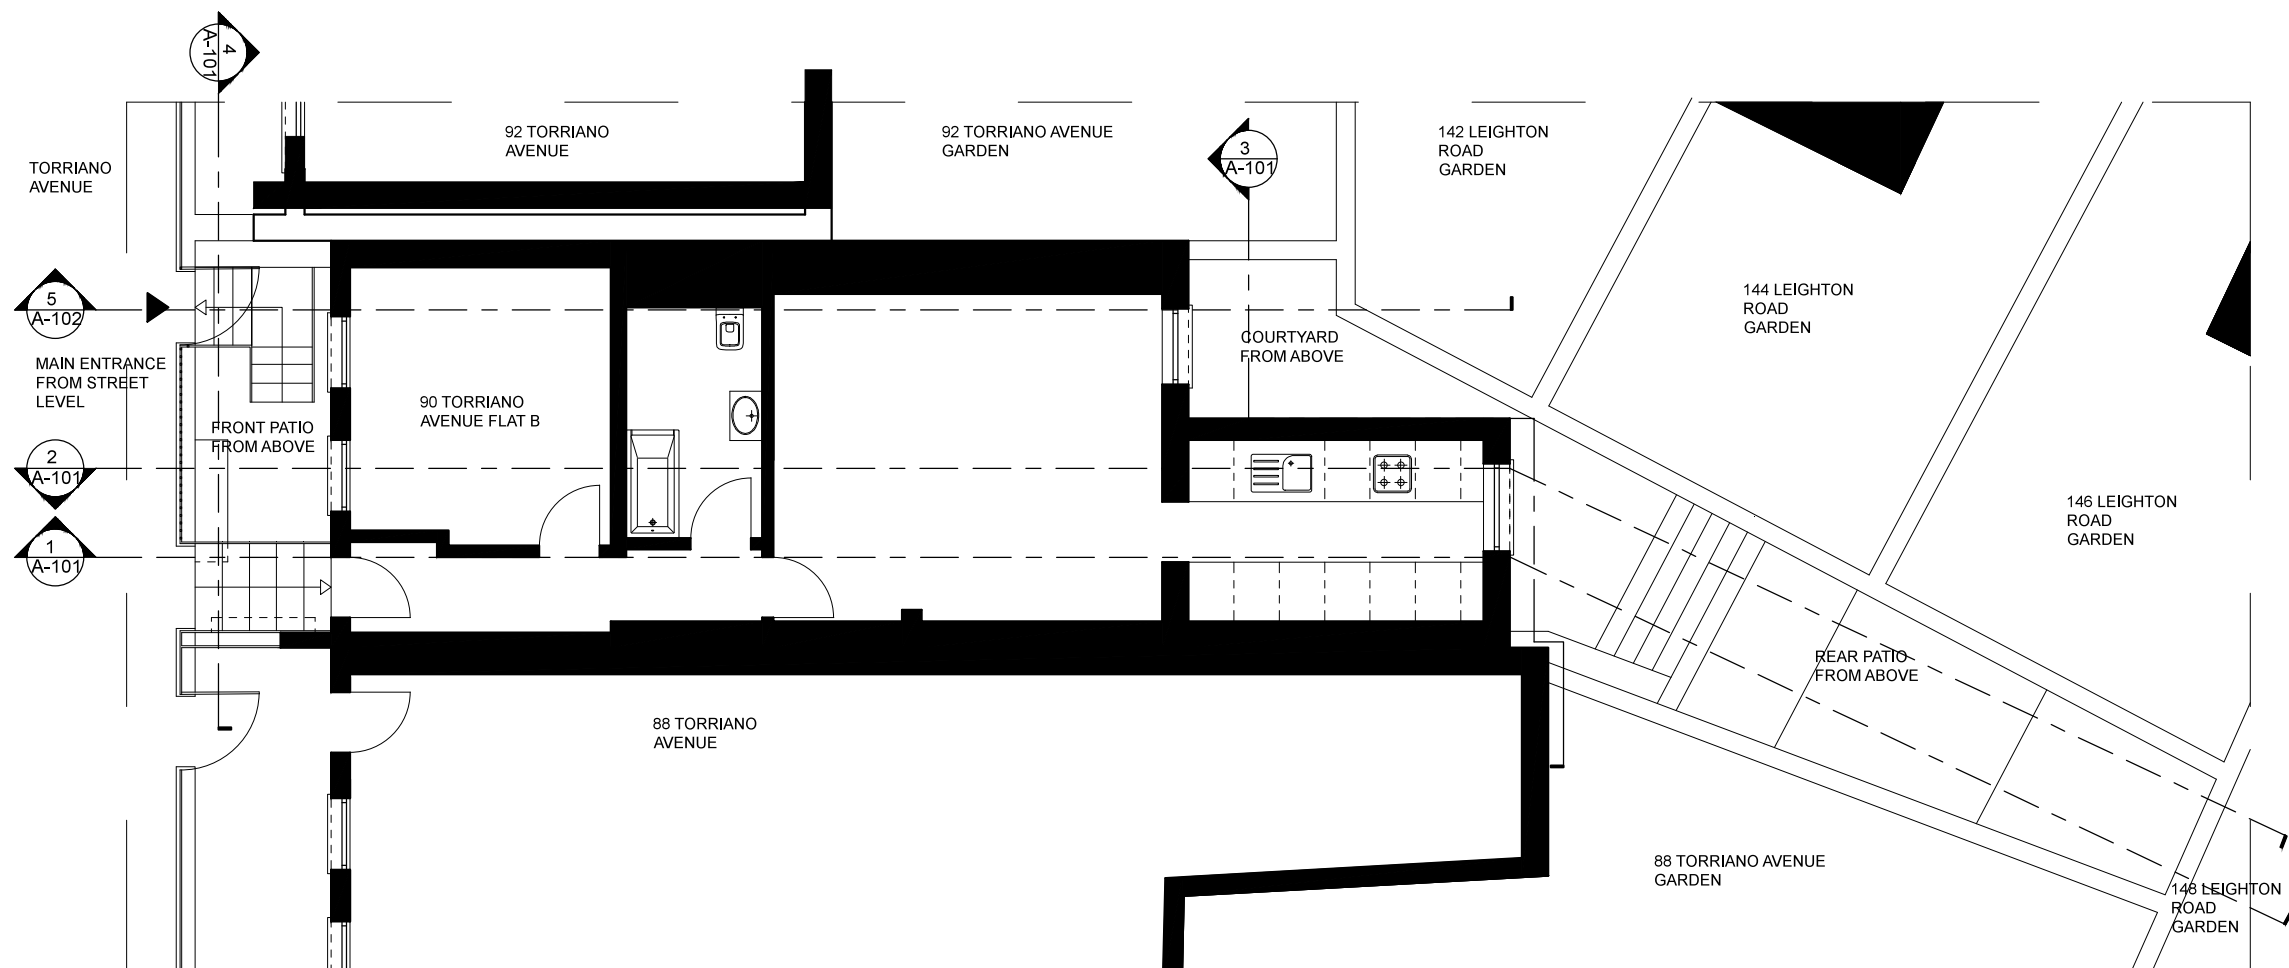 4
A-101
92 TORRIANO
AVENUE
92 TORRIANO AVENUE
GARDEN
3
A-101
142 LEIGHTON
ROAD
GARDEN
TORRIANO
AVENUE
5
A-102
144 LEIGHTON
ROAD
GARDEN
COURTYARD
FROM ABOVE
MAIN ENTRANCE
FROM STREET
LEVEL
90 TORRIANO
AVENUE FLAT B
FRONT PATIO
FROM ABOVE
2
A-101
146 LEIGHTON
ROAD
GARDEN
1
A-101
REAR PATIO
FROM ABOVE
88 TORRIANO
AVENUE
88 TORRIANO AVENUE
GARDEN
148 LEIGHTON
ROAD
GARDEN